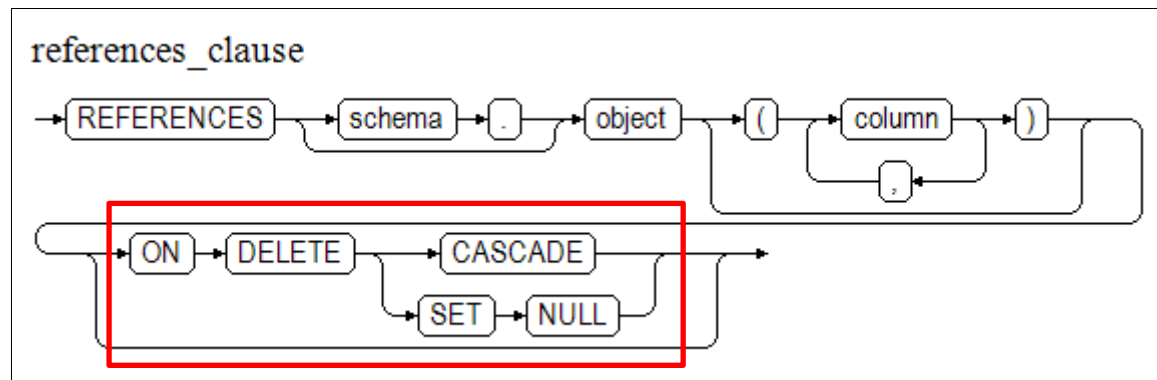 references_clause
REFERENCES schema . object ( column )
,
ON DELETE CASCADE
SET NULL